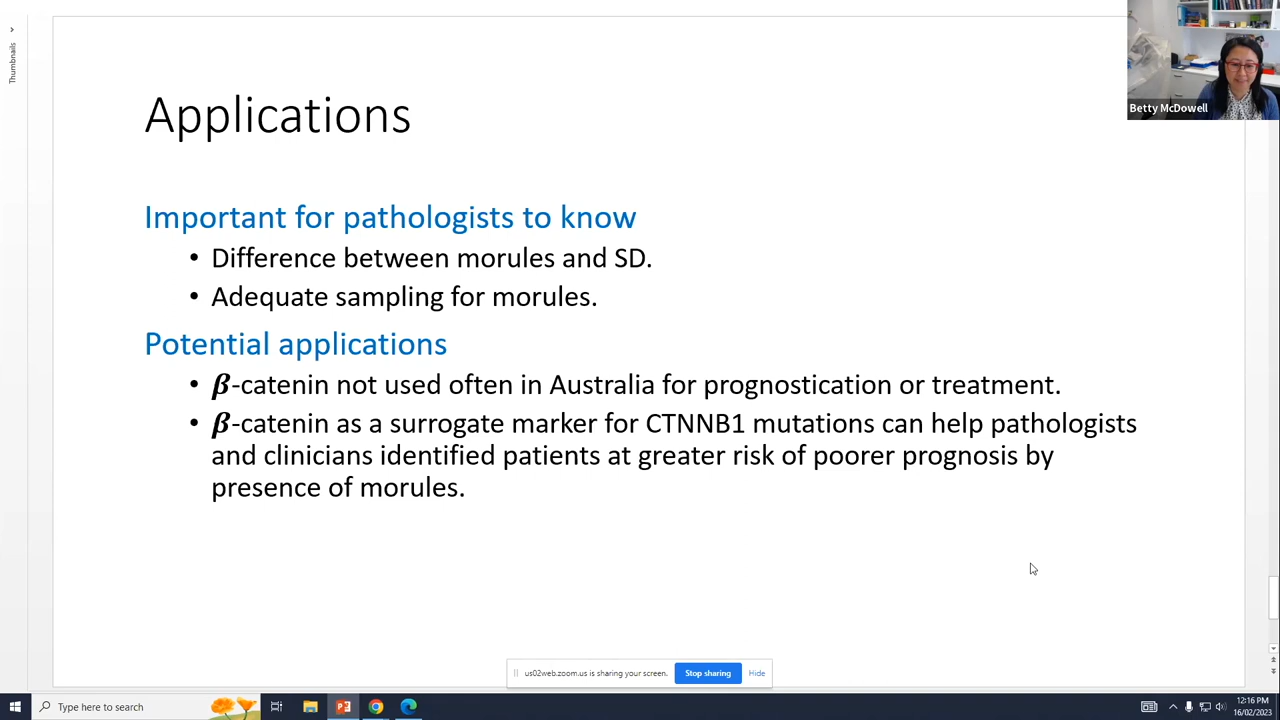 Thumbnails
Betty McDowell
Applications
Important for pathologists to know
• Difference between morules and SD.
• Adequate sampling for morules.
Potential applications
• β-catenin not used often in Australia for prognostication or treatment.
• β-catenin as a surrogate marker for CTNNB1 mutations can help pathologists
and clinicians identified patients at greater risk of poorer prognosis by
presence of morules.
us02web.zoom.us is sharing your screen. Stop sharing Hide
Type here to search
12:16 PM
16/02/2023